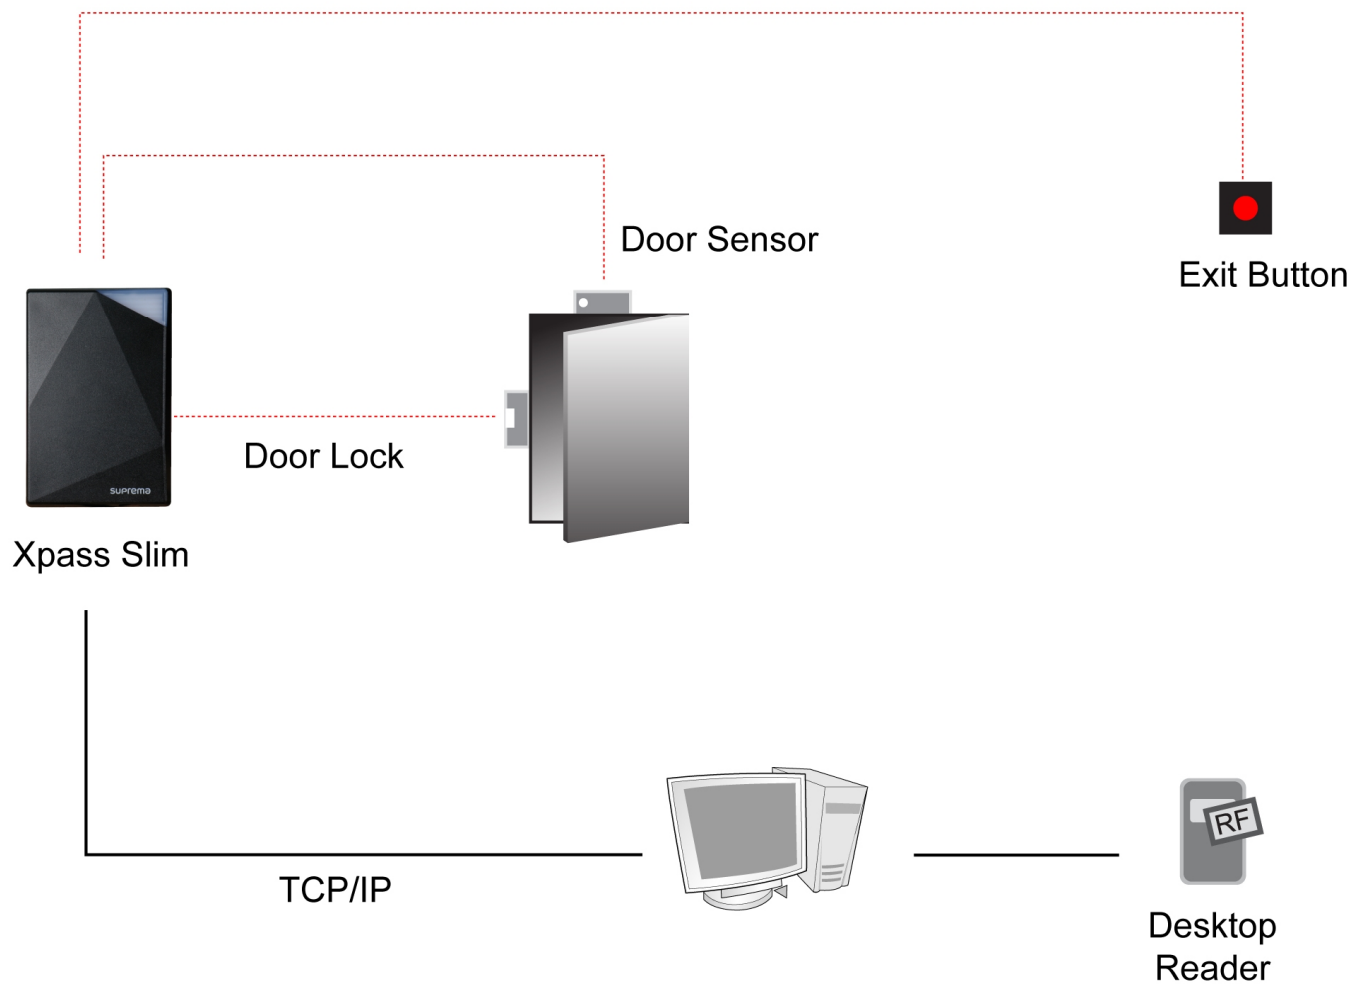 Door Sensor
Exit Button
Door Lock
suprema
Xpass Slim
TCP/IP
RF
Desktop
Reader